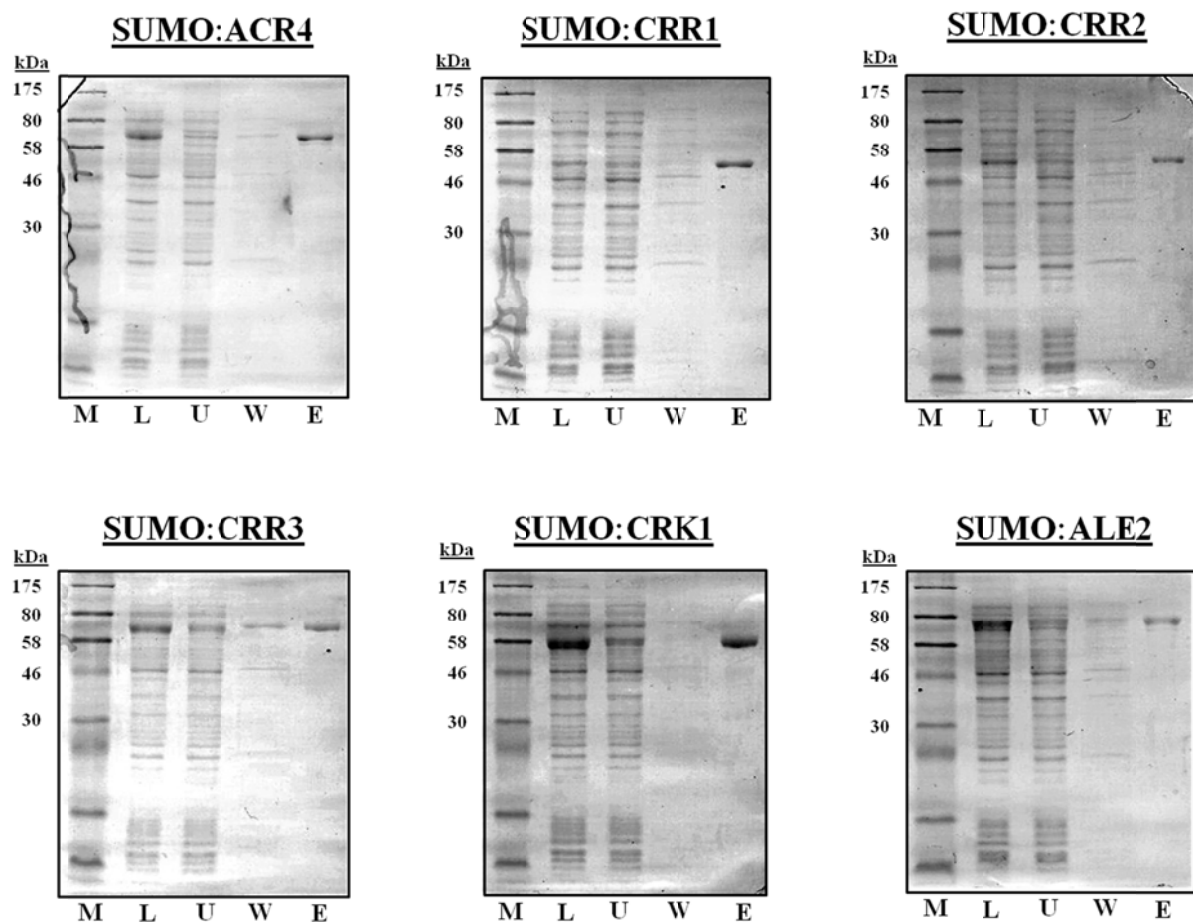 SUMO:ACR4
kDa
175
80
58
46
30
M L U W E
SUMO:CRR1
kDa
175
80
58
46
30
M L U W E
SUMO:CRR2
kDa
175
80
58
46
30
M L U W E
SUMO:CRR3
kDa
175
80
58
46
30
M L U W E
SUMO:CRK1
kDa
175
80
58
46
30
M L U W E
SUMO:ALE2
kDa
175
80
58
46
30
M L U W E